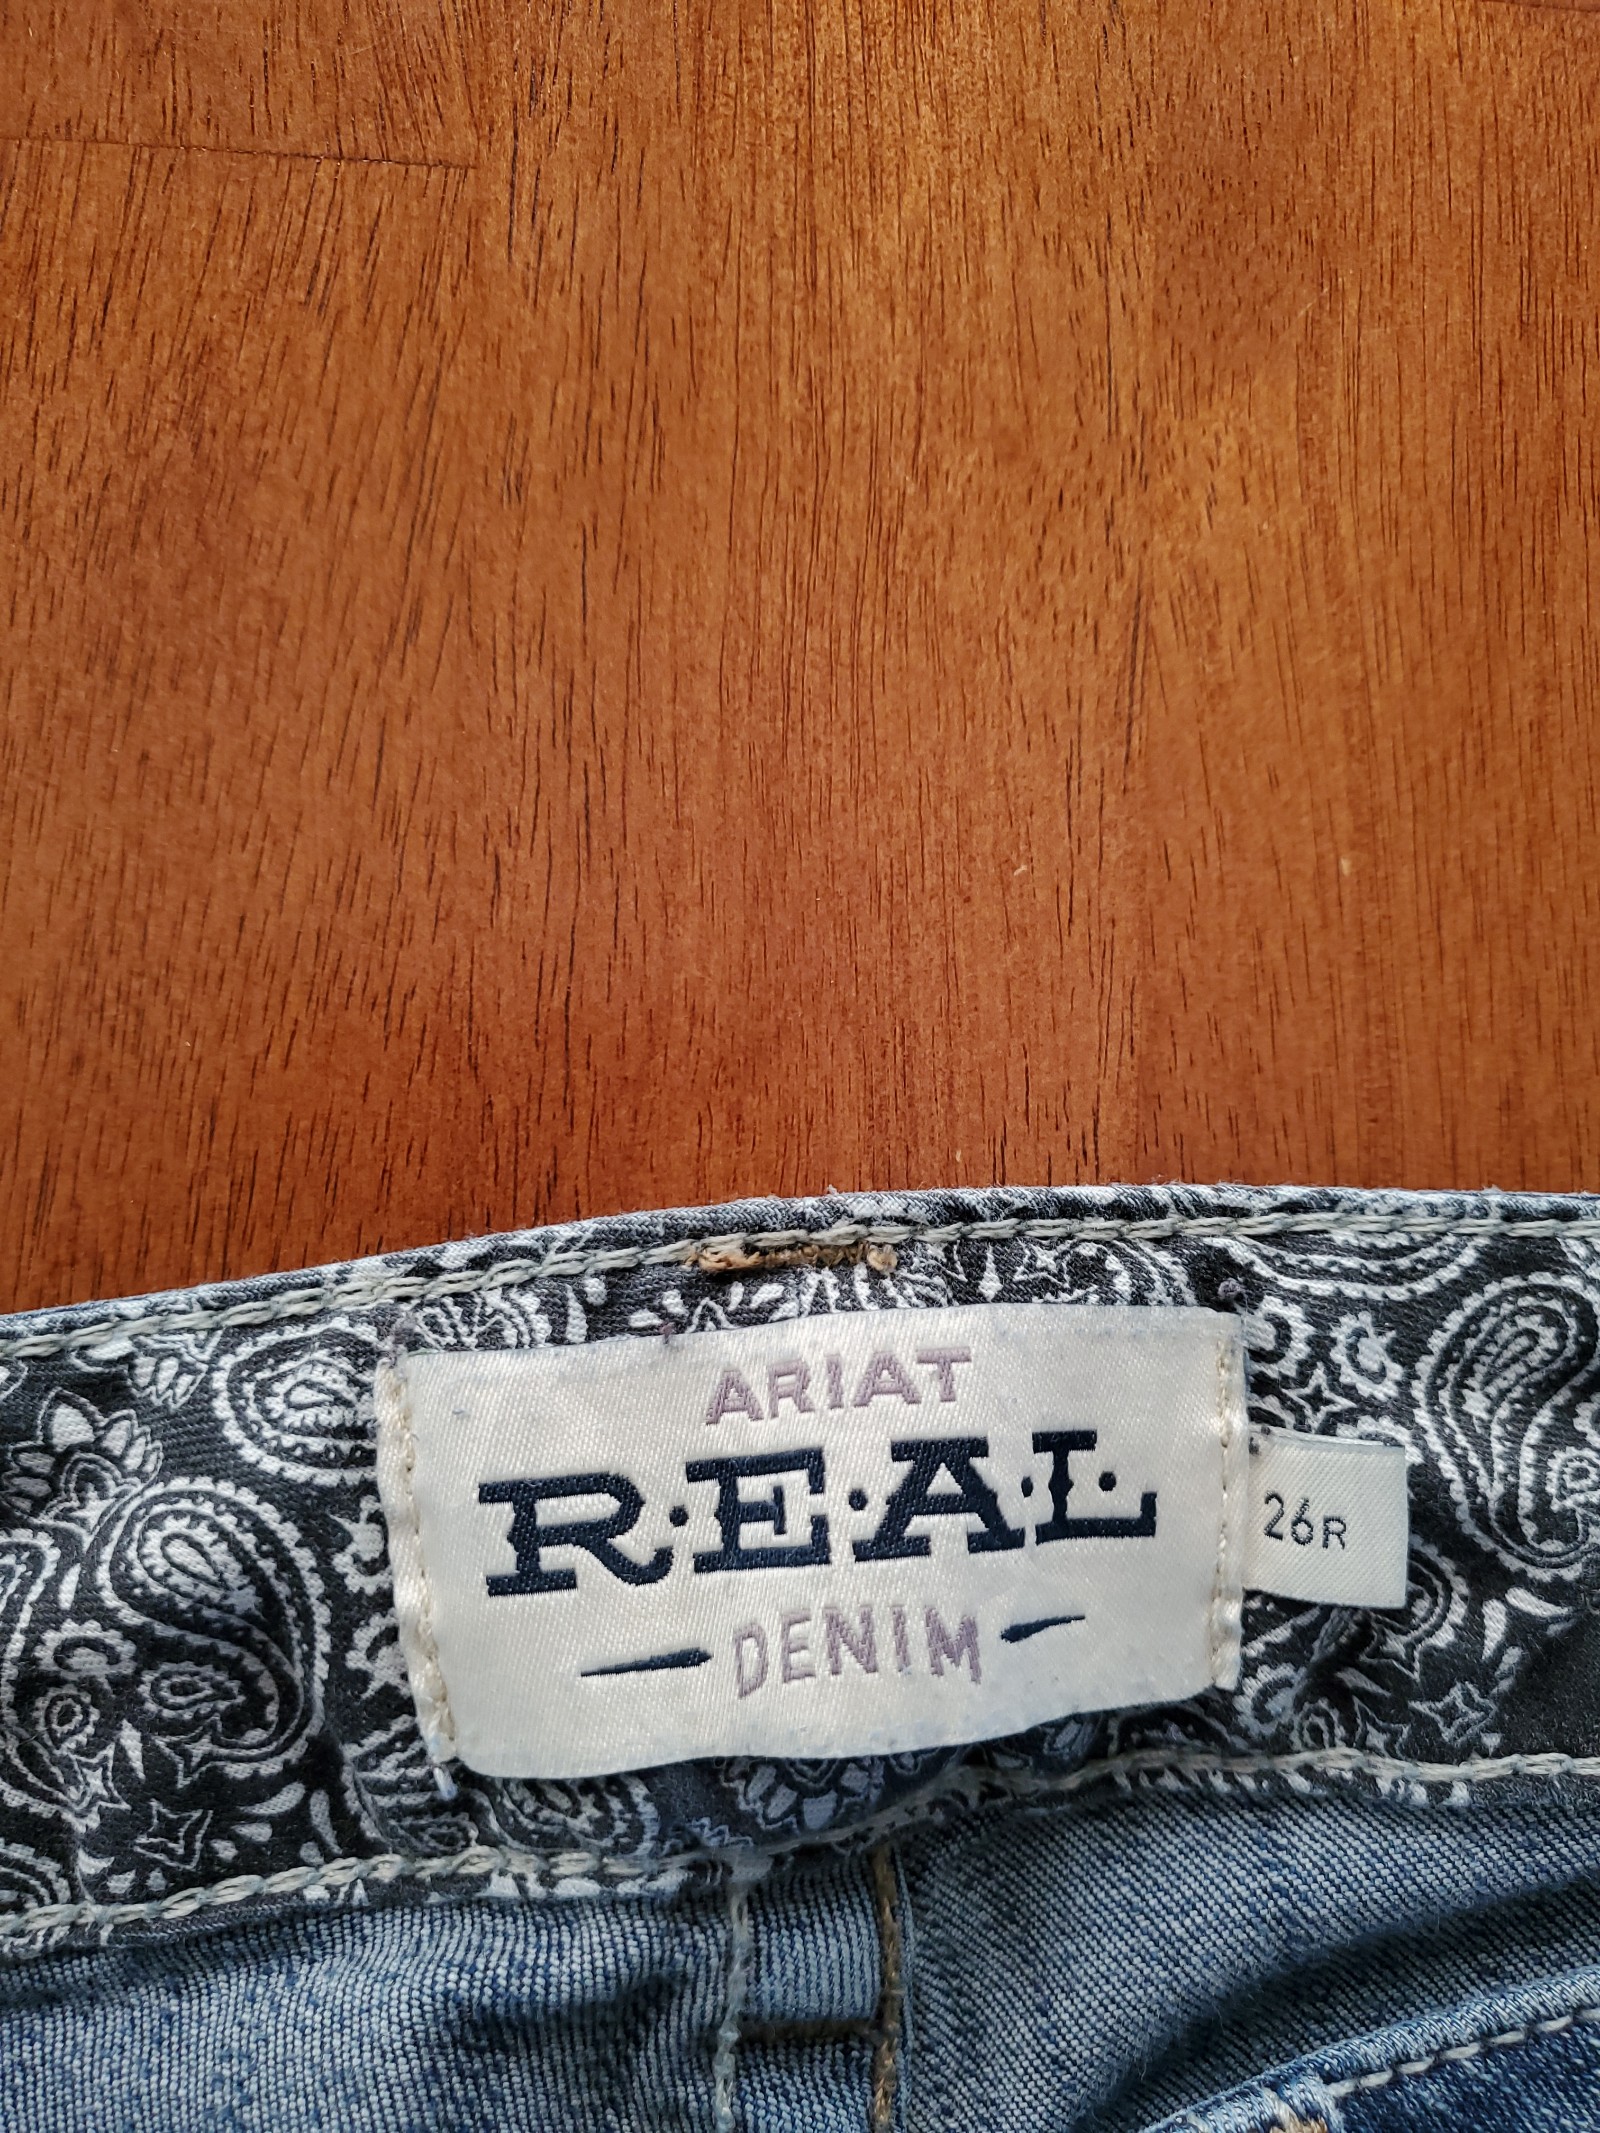 ARIAT
R·E·A·L
DENIM
26R